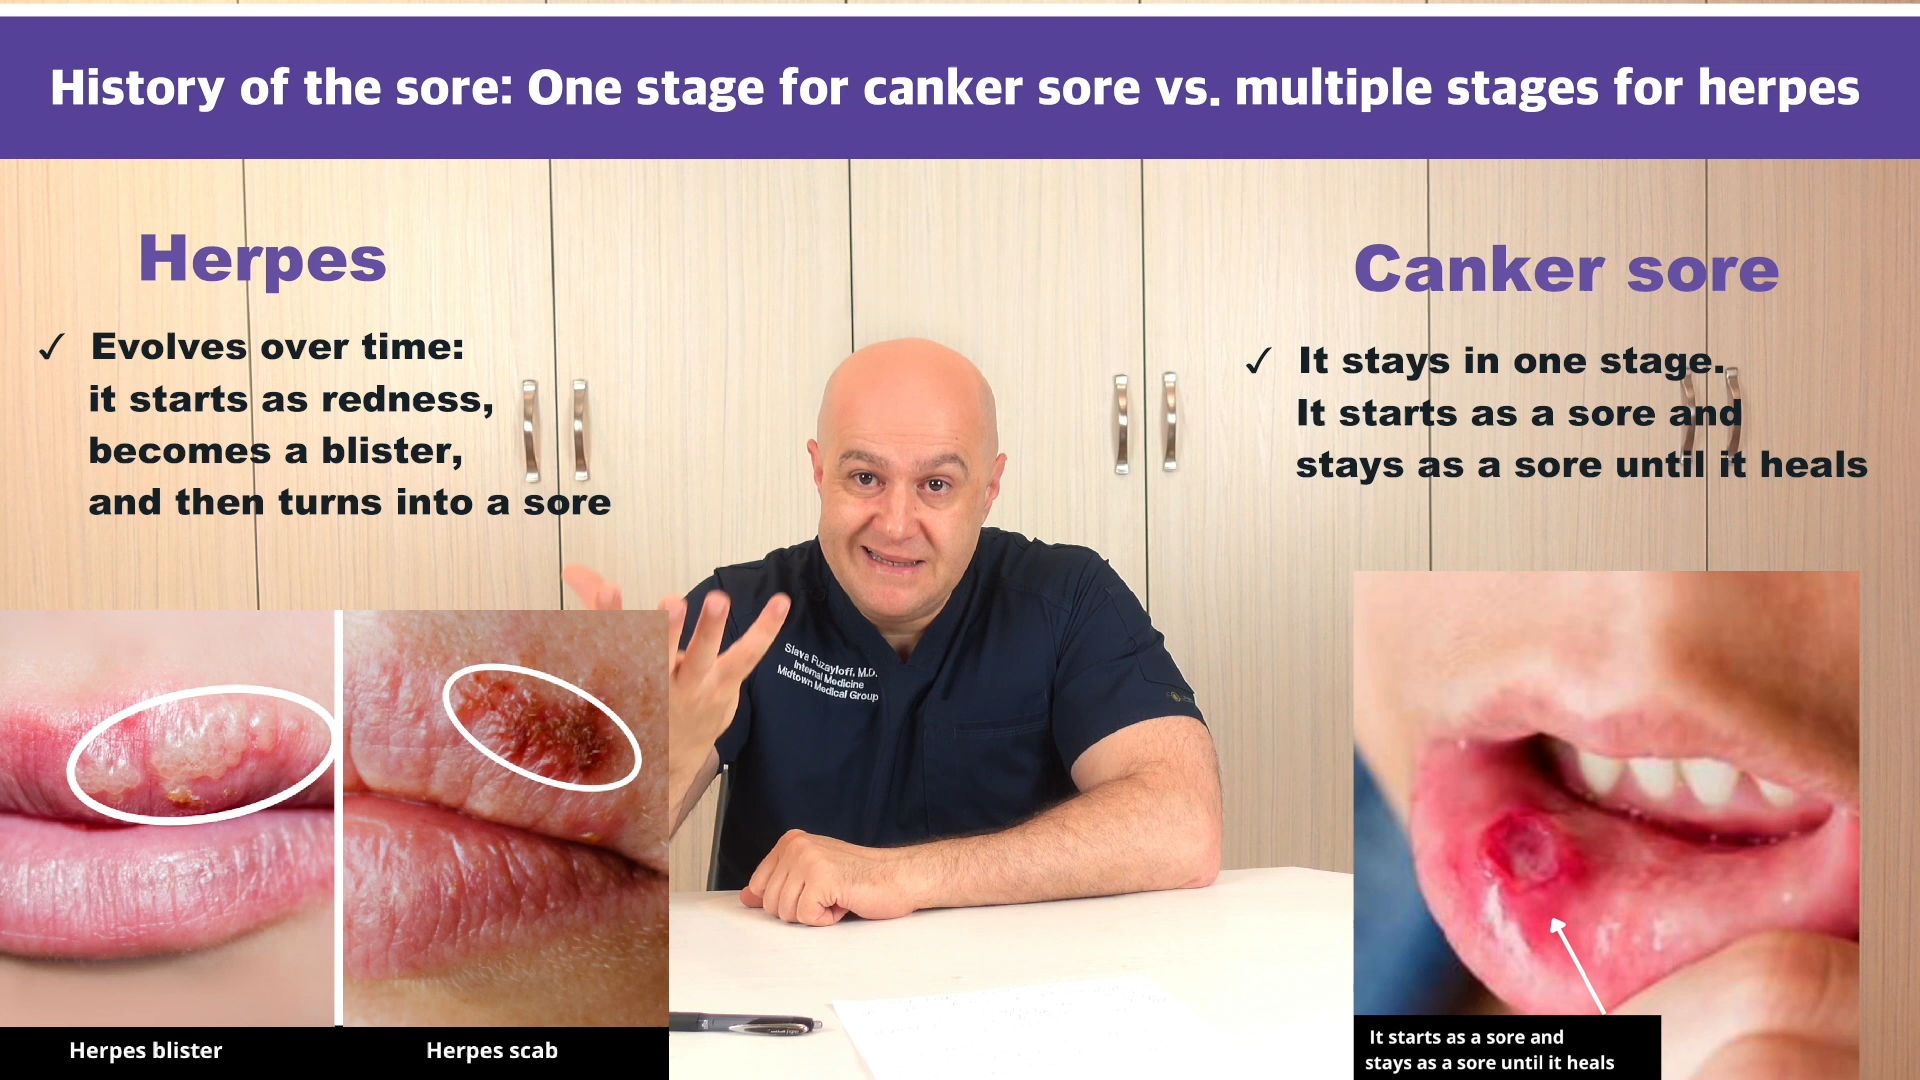 History of the sore: One stage for canker sore vs. multiple stages for herpes
Herpes
✓ Evolves over time:
it starts as redness,
becomes a blister,
and then turns into a sore
Canker sore
✓ It stays in one stage.
It starts as a sore and
stays as a sore until it heals
Slava Fuzayloff, M.D.
Internal Medicine
Midtown Medical Group
Herpes blister
Herpes scab
It starts as a sore and
stays as a sore until it heals